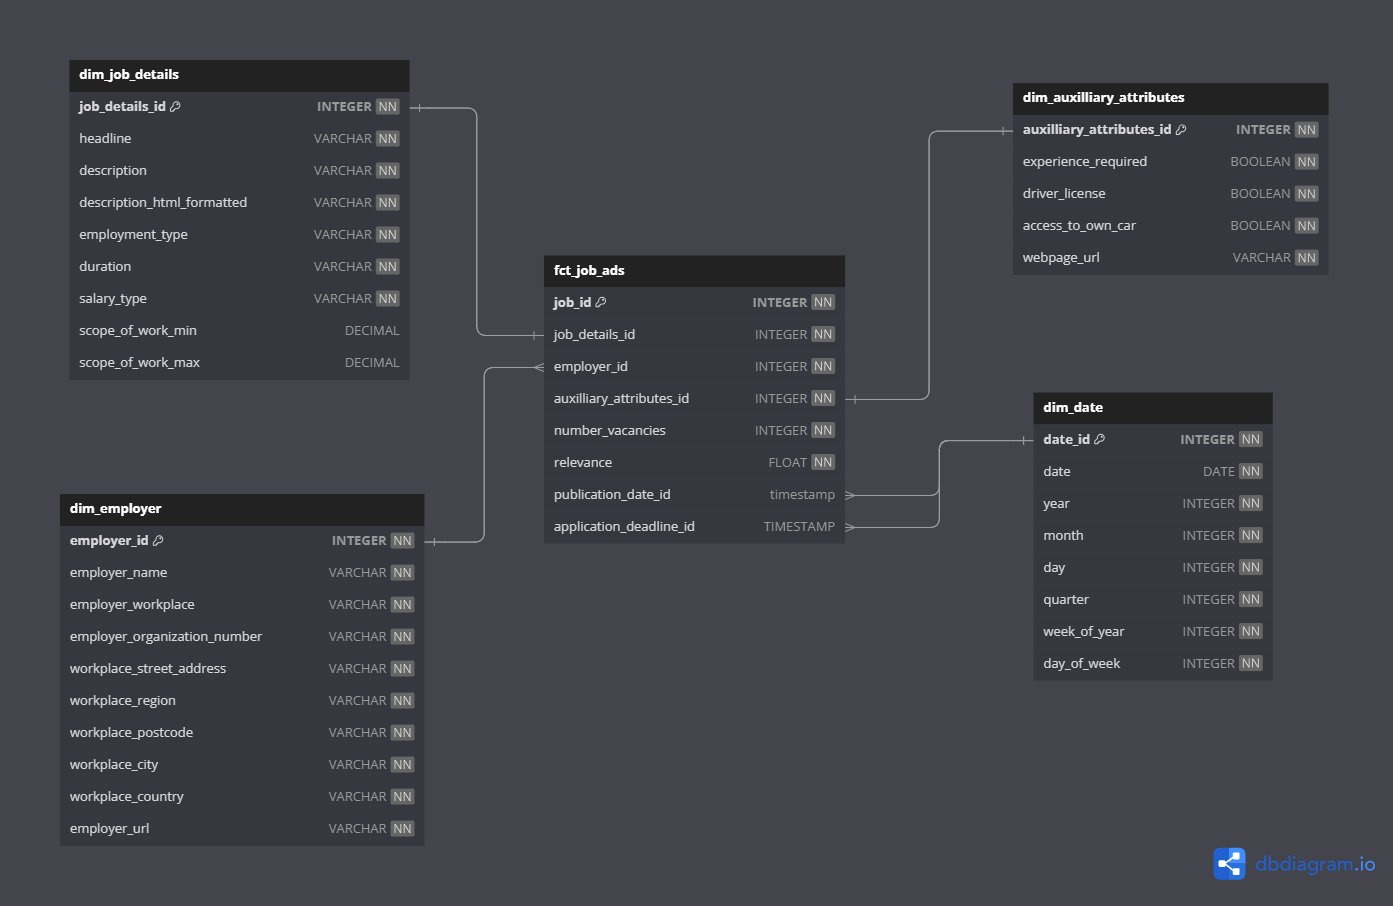 dim_job_details
job_details_id INTEGER NN
headline VARCHAR NN
description VARCHAR NN
description_html_formatted VARCHAR NN
employment_type VARCHAR NN
duration VARCHAR NN
salary_type VARCHAR NN
scope_of_work_min DECIMAL
scope_of_work_max DECIMAL
dim_employer
employer_id INTEGER NN
employer_name VARCHAR NN
employer_workplace VARCHAR NN
employer_organization_number VARCHAR NN
workplace_street_address VARCHAR NN
workplace_region VARCHAR NN
workplace_postcode VARCHAR NN
workplace_city VARCHAR NN
workplace_country VARCHAR NN
employer_url VARCHAR NN
fct_job_ads
job_id INTEGER NN
job_details_id INTEGER NN
employer_id INTEGER NN
auxilliary_attributes_id INTEGER NN
number_vacancies INTEGER NN
relevance FLOAT NN
publication_date_id timestamp
application_deadline_id TIMESTAMP
dim_auxilliary_attributes
auxilliary_attributes_id INTEGER NN
experience_required BOOLEAN NN
driver_license BOOLEAN NN
access_to_own_car BOOLEAN NN
webpage_url VARCHAR NN
dim_date
date_id INTEGER NN
date DATE NN
year INTEGER NN
month INTEGER NN
day INTEGER NN
quarter INTEGER NN
week_of_year INTEGER NN
day_of_week INTEGER NN
dbdiagram.io